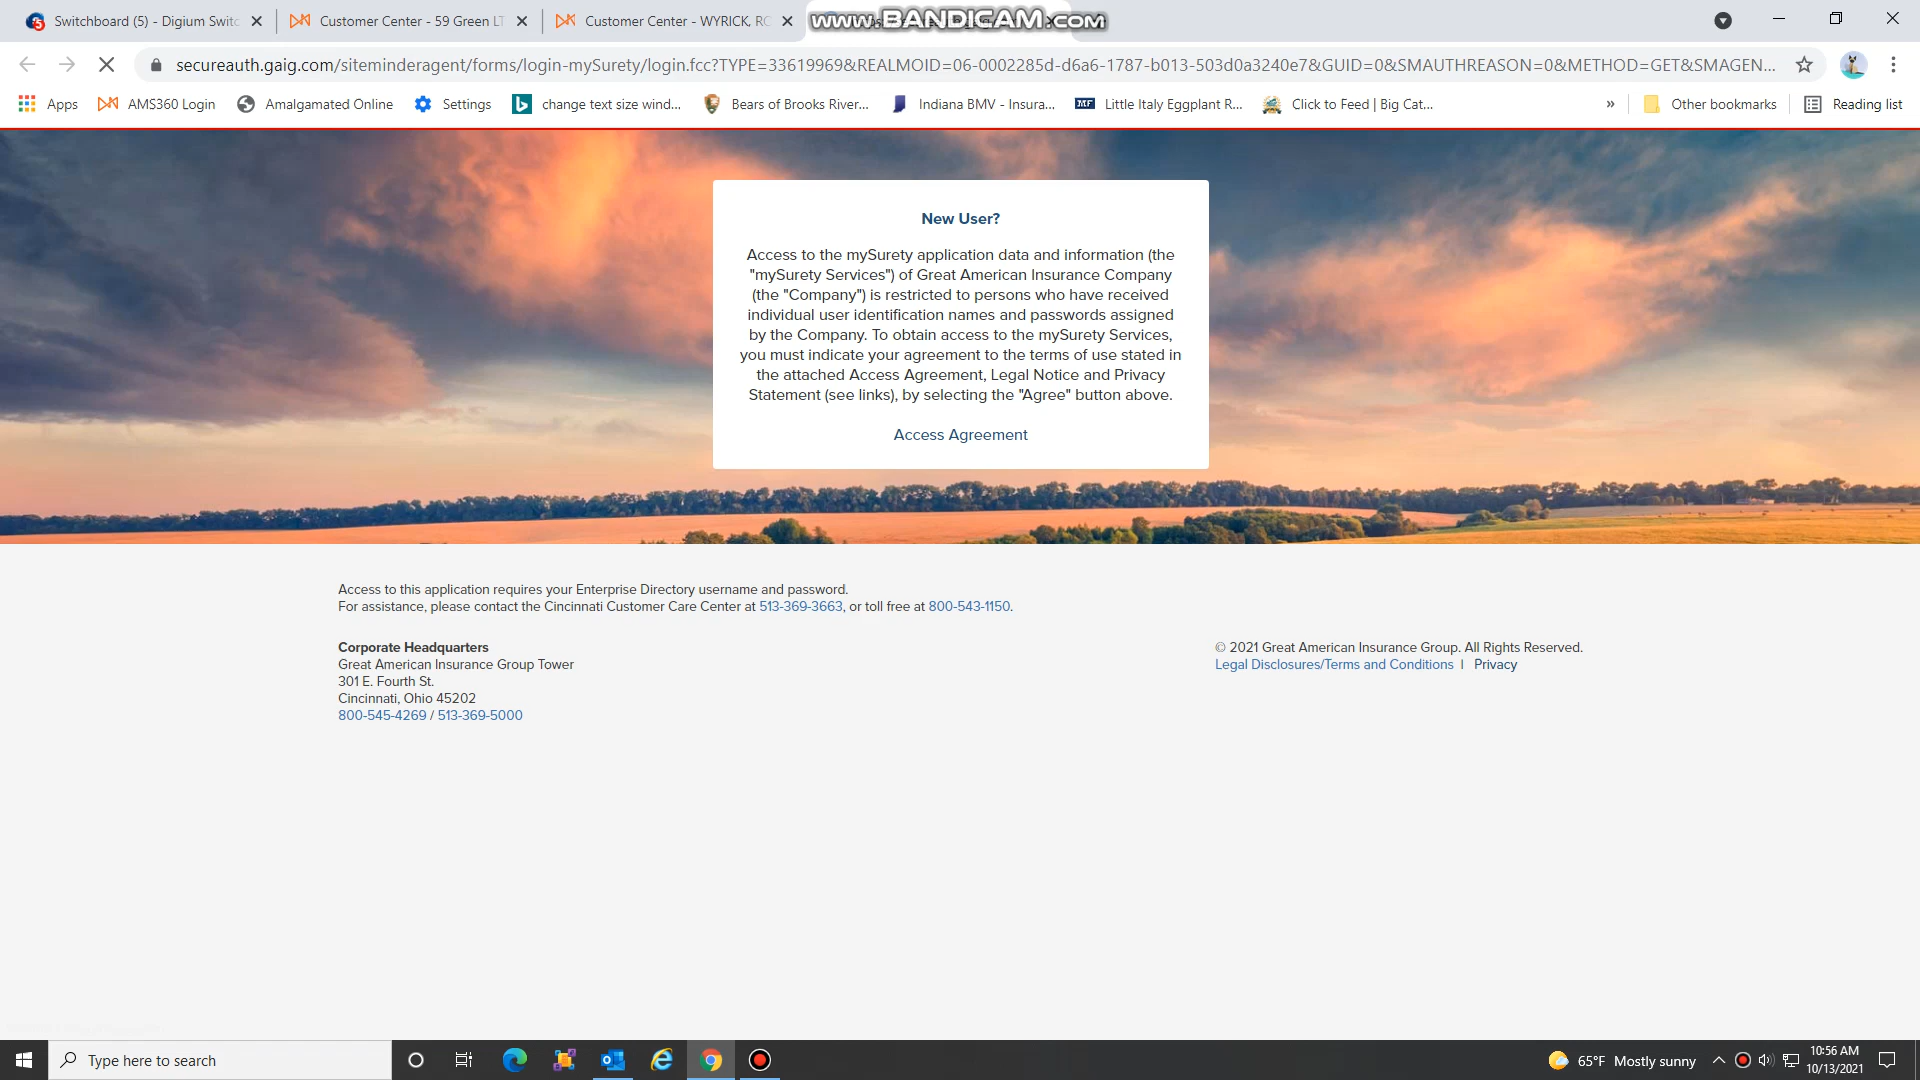 Switchboard (5) - Digium Switc
Customer Center - 59 Green LT
Customer Center - WYRICK, RO
www.BANDICAM.com
secureauth.gaig.com/siteminderagent/forms/login-mySurety/login.fcc?TYPE=33619969&REALMOID=06-0002285d-d6a6-1787-b013-503d0a3240e7&GUID=0&SMAUTHREASON=0&METHOD=GET&SMAGEN...
Apps
AMS360 Login
Amalgamated Online
Settings
change text size wind...
Bears of Brooks River...
Indiana BMV - Insura...
Little Italy Eggplant R...
Click to Feed | Big Cat...
»
Other bookmarks
Reading list
New User?
Access to the mySurety application data and information (the
"mySurety Services") of Great American Insurance Company
(the "Company") is restricted to persons who have received
individual user identification names and passwords assigned
by the Company. To obtain access to the mySurety Services,
you must indicate your agreement to the terms of use stated in
the attached Access Agreement, Legal Notice and Privacy
Statement (see links), by selecting the "Agree" button above.
Access Agreement
Access to this application requires your Enterprise Directory username and password.
For assistance, please contact the Cincinnati Customer Care Center at 513-369-3663, or toll free at 800-543-1150.
Corporate Headquarters
Great American Insurance Group Tower
301 E. Fourth St.
Cincinnati, Ohio 45202
800-545-4269 / 513-369-5000
© 2021 Great American Insurance Group. All Rights Reserved.
Legal Disclosures/Terms and Conditions | Privacy
Type here to search
65°F Mostly sunny
10:56 AM
10/13/2021